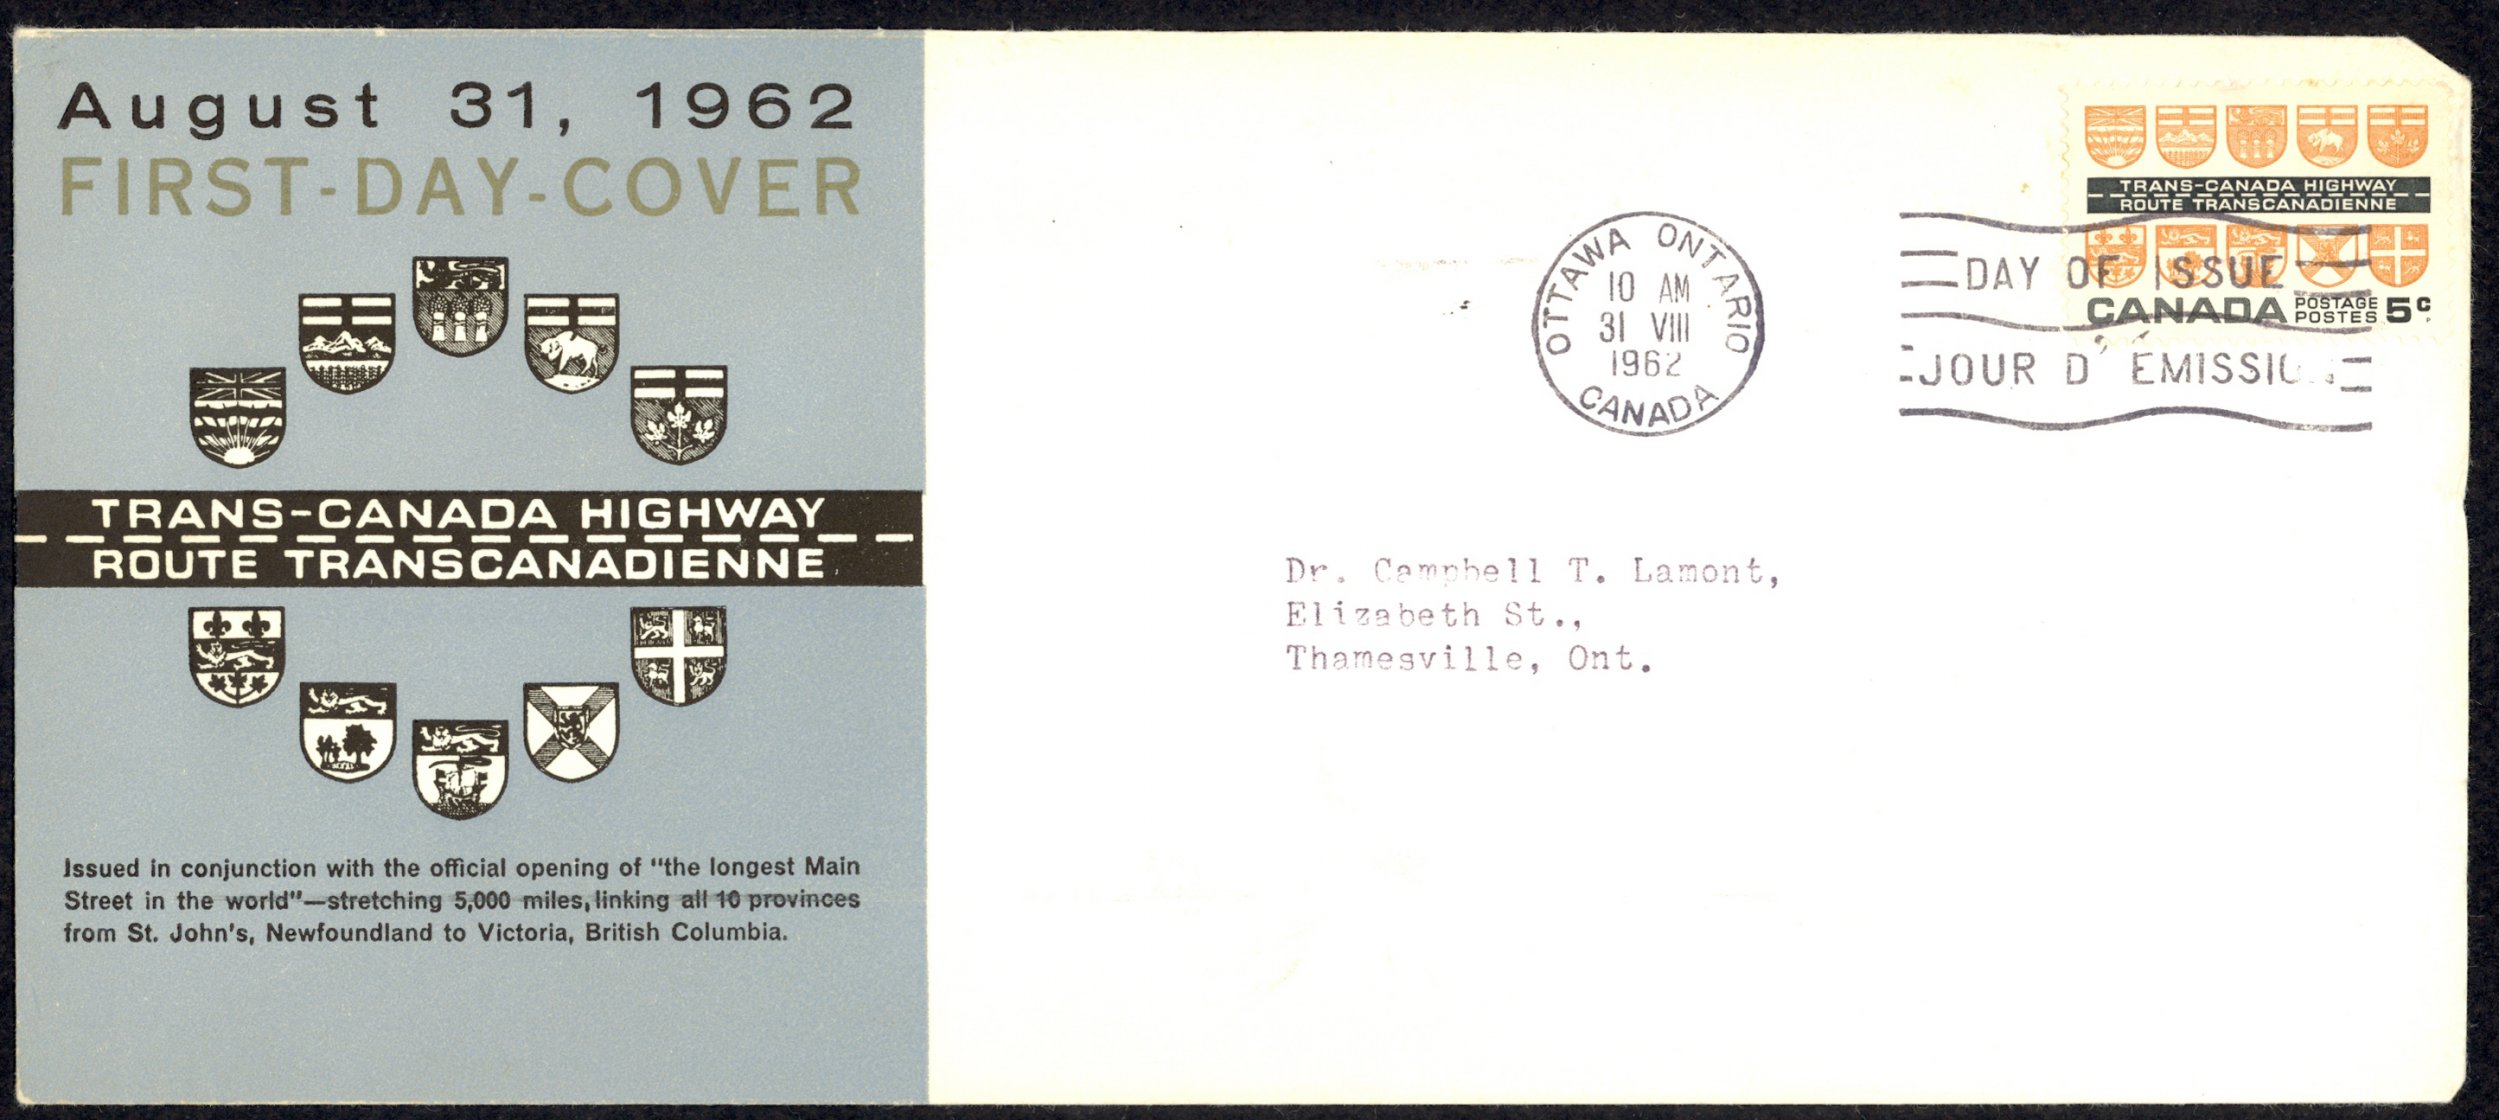 August 31, 1962
FIRST-DAY-COVER
TRANS-CANADA HIGHWAY
ROUTE TRANSCANADIENNE
Issued in conjunction with the official opening of "the longest Main
Street in the world"—stretching 5,000 miles, linking all 10 provinces
from St. John's, Newfoundland to Victoria, British Columbia.
OTTAWA ONTARIO
10 AM
31 VIII
1962
CANADA
TRANS-CANADA HIGHWAY
ROUTE TRANSCANADIENNE
CANADA POSTAGE POSTES 5c
DAY OF ISSUE
JOUR D'EMISSION
Dr. Campbell T. Lamont,
Elizabeth St.,
Thamesville, Ont.